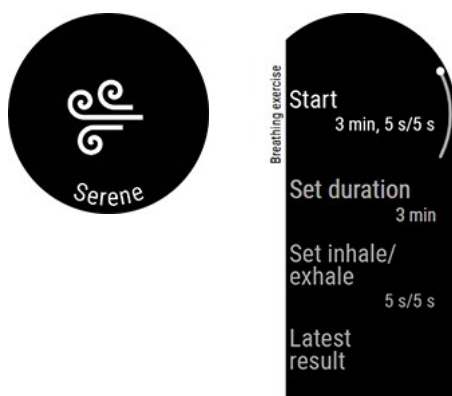 Serene
Breathing exercise
Start
3 min, 5 s/5 s
Set duration
3 min
Set inhale/
exhale
5 s/5 s
Latest
result